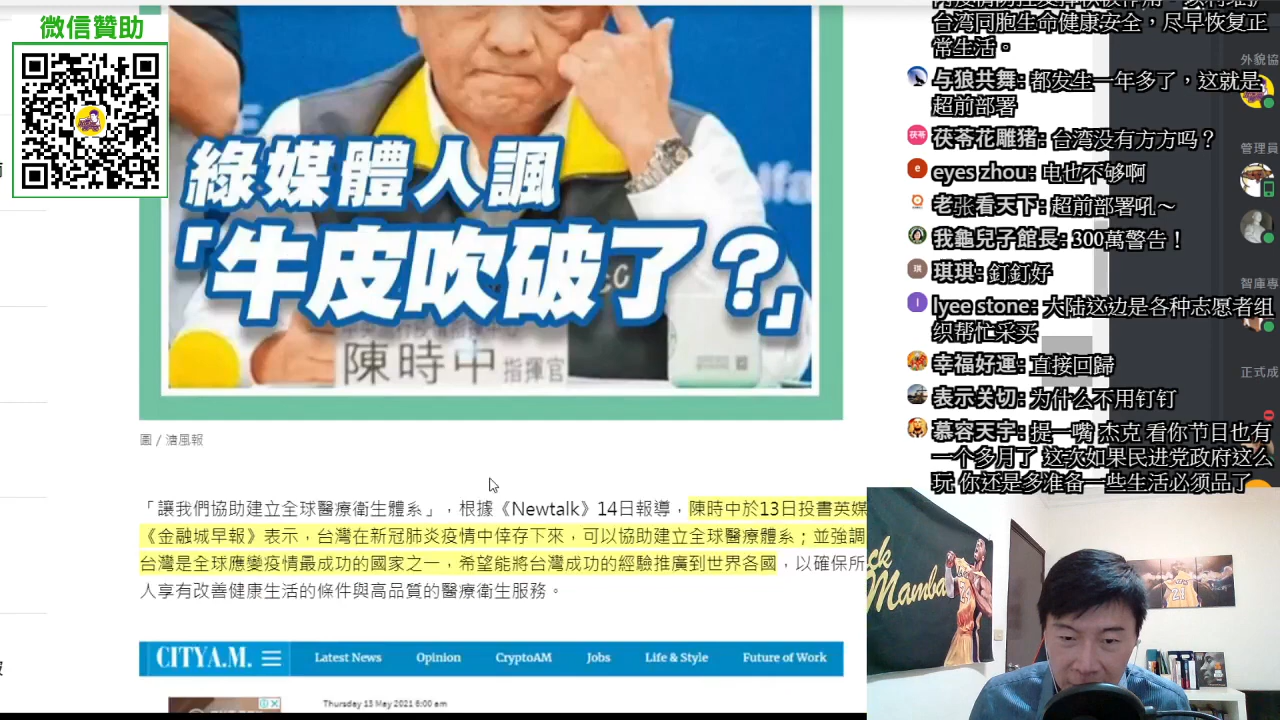 微信贊助
綠媒體人諷
「牛皮吹破了？」
陳時中 指揮官
圖 / 溏風報
「讓我們協助建立全球醫療衛生體系」，根據《Newtalk》14日報導，陳時中於13日投書英媒
《金融城早報》表示，台灣在新冠肺炎疫情中倖存下來，可以協助建立全球醫療體系；並強調
台灣是全球應變疫情最成功的國家之一，希望能將台灣成功的經驗推廣到世界各國，以確保所
人享有改善健康生活的條件與高品質的醫療衛生服務。
CITYA.M.
Latest News
Opinion
CryptoAM
Jobs
Life & Style
Future of Work
Thursday 13 May 2021 6:00 am
台湾同胞生命健康安全，尽早恢复正
常生活。
与狼共舞: 都发生一年多了，这就是
超前部署
茯苓花雕猪: 台湾没有方方吗？
eyes zhou: 电也不够啊
老张看天下: 超前部署吼～
我龜兒子館長: 300萬警告！
琪琪: 釘釘好
lyee stone: 大陆这边是各种志愿者组
织帮忙采买
幸福好運: 直接回歸
表示关切: 为什么不用钉钉
慕容天宇: 提一嘴 杰克 看你节目也有
一个多月了 这次如果民进党政府这么
玩 你还是多准备一些生活必须品了
外貌協
管理員
智庫專
正式成
Mamba